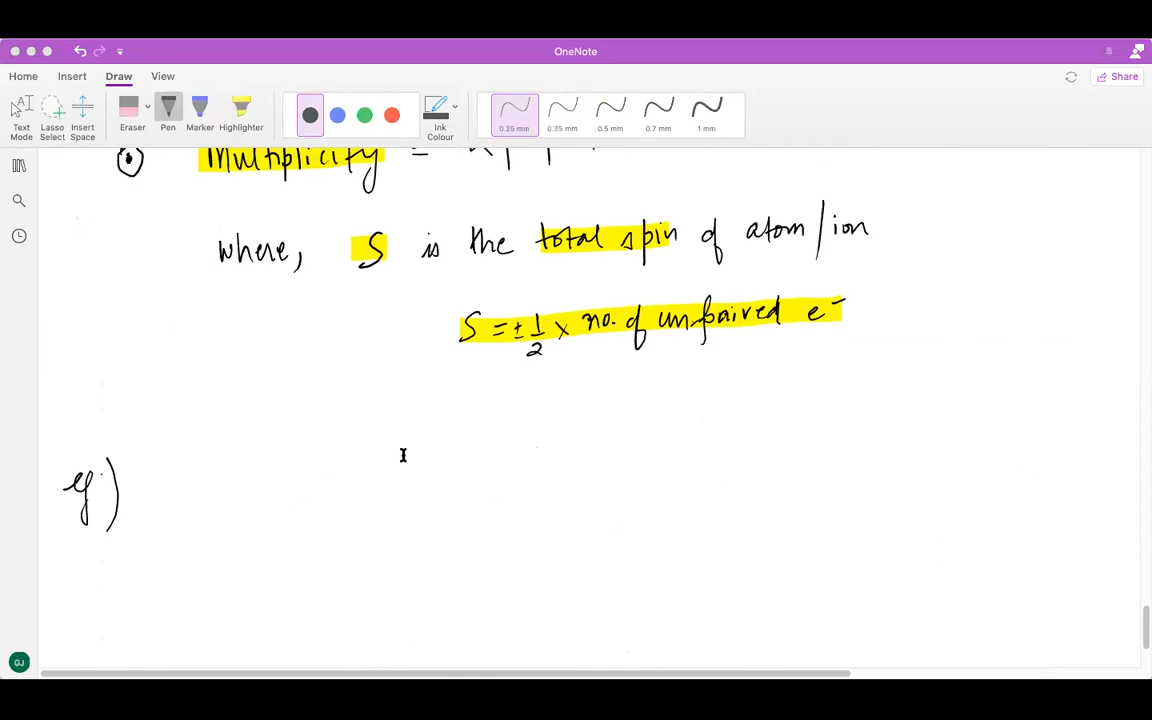 OneNote
Home Insert Draw View
Share
Text Mode Lasso Select Insert Space Eraser Pen Marker Highlighter Ink Colour 0.25 mm 0.35 mm 0.5 mm 0.7 mm 1 mm
Multiplicity =
where, S is the total spin of atom/ion
S = ± 1/2 × no. of unpaired e⁻
eg)
GJ